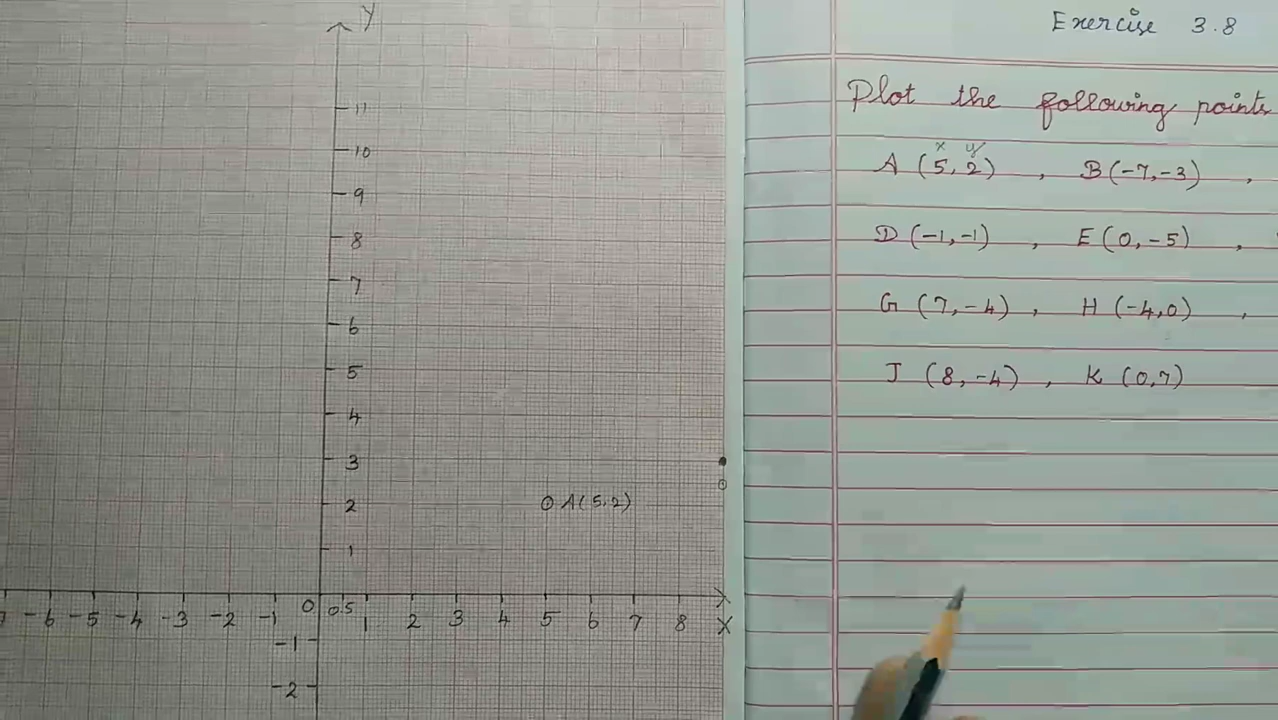 Exercise 3.8
Plot the following points
x y
A (5, 2) , B (-7, -3) ,
D (-1, -1) , E (0, -5) ,
G (7, -4) , H (-4, 0) ,
J (8, -4) , K (0, 7)
Y
11
10
9
8
7
6
5
4
3
2
A(5,2)
1
0 0.5
-6 -5 -4 -3 -2 -1 1 2 3 4 5 6 7 8 X
-1
-2